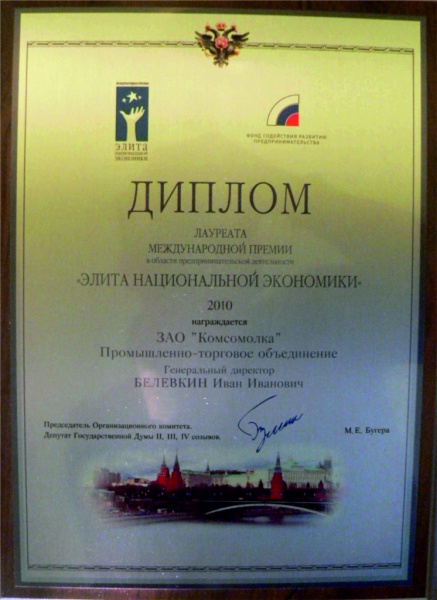 ЭЛИТА
НАЦИОНАЛЬНОЙ
ЭКОНОМИКИ
ФОНД СОДЕЙСТВИЯ РАЗВИТИЮ
ПРЕДПРИНИМАТЕЛЬСТВА
ДИПЛОМ
ЛАУРЕАТА
МЕЖДУНАРОДНОЙ ПРЕМИИ
в области предпринимательской деятельности
«ЭЛИТА НАЦИОНАЛЬНОЙ ЭКОНОМИКИ»
2010
награждается
ЗАО "Комсомолка"
Промышленно-торговое объединение
Генеральный директор
БЕЛЕВКИН Иван Иванович
Председатель Организационного комитета.
Депутат Государственной Думы II, III, IV созывов.
М.Е. Бугера